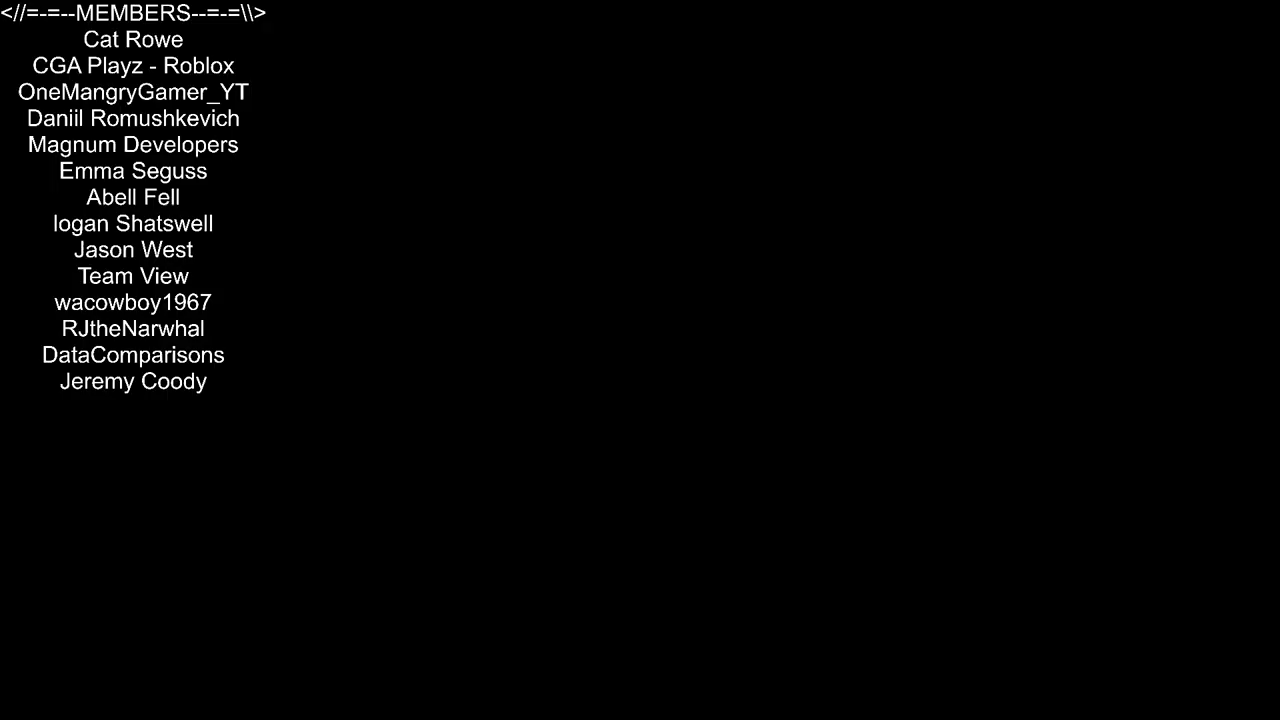 <//=-=--MEMBERS--=-=\\>
Cat Rowe
CGA Playz - Roblox
OneMangryGamer_YT
Daniil Romushkevich
Magnum Developers
Emma Seguss
Abell Fell
logan Shatswell
Jason West
Team View
wacowboy1967
RJtheNarwhal
DataComparisons
Jeremy Coody